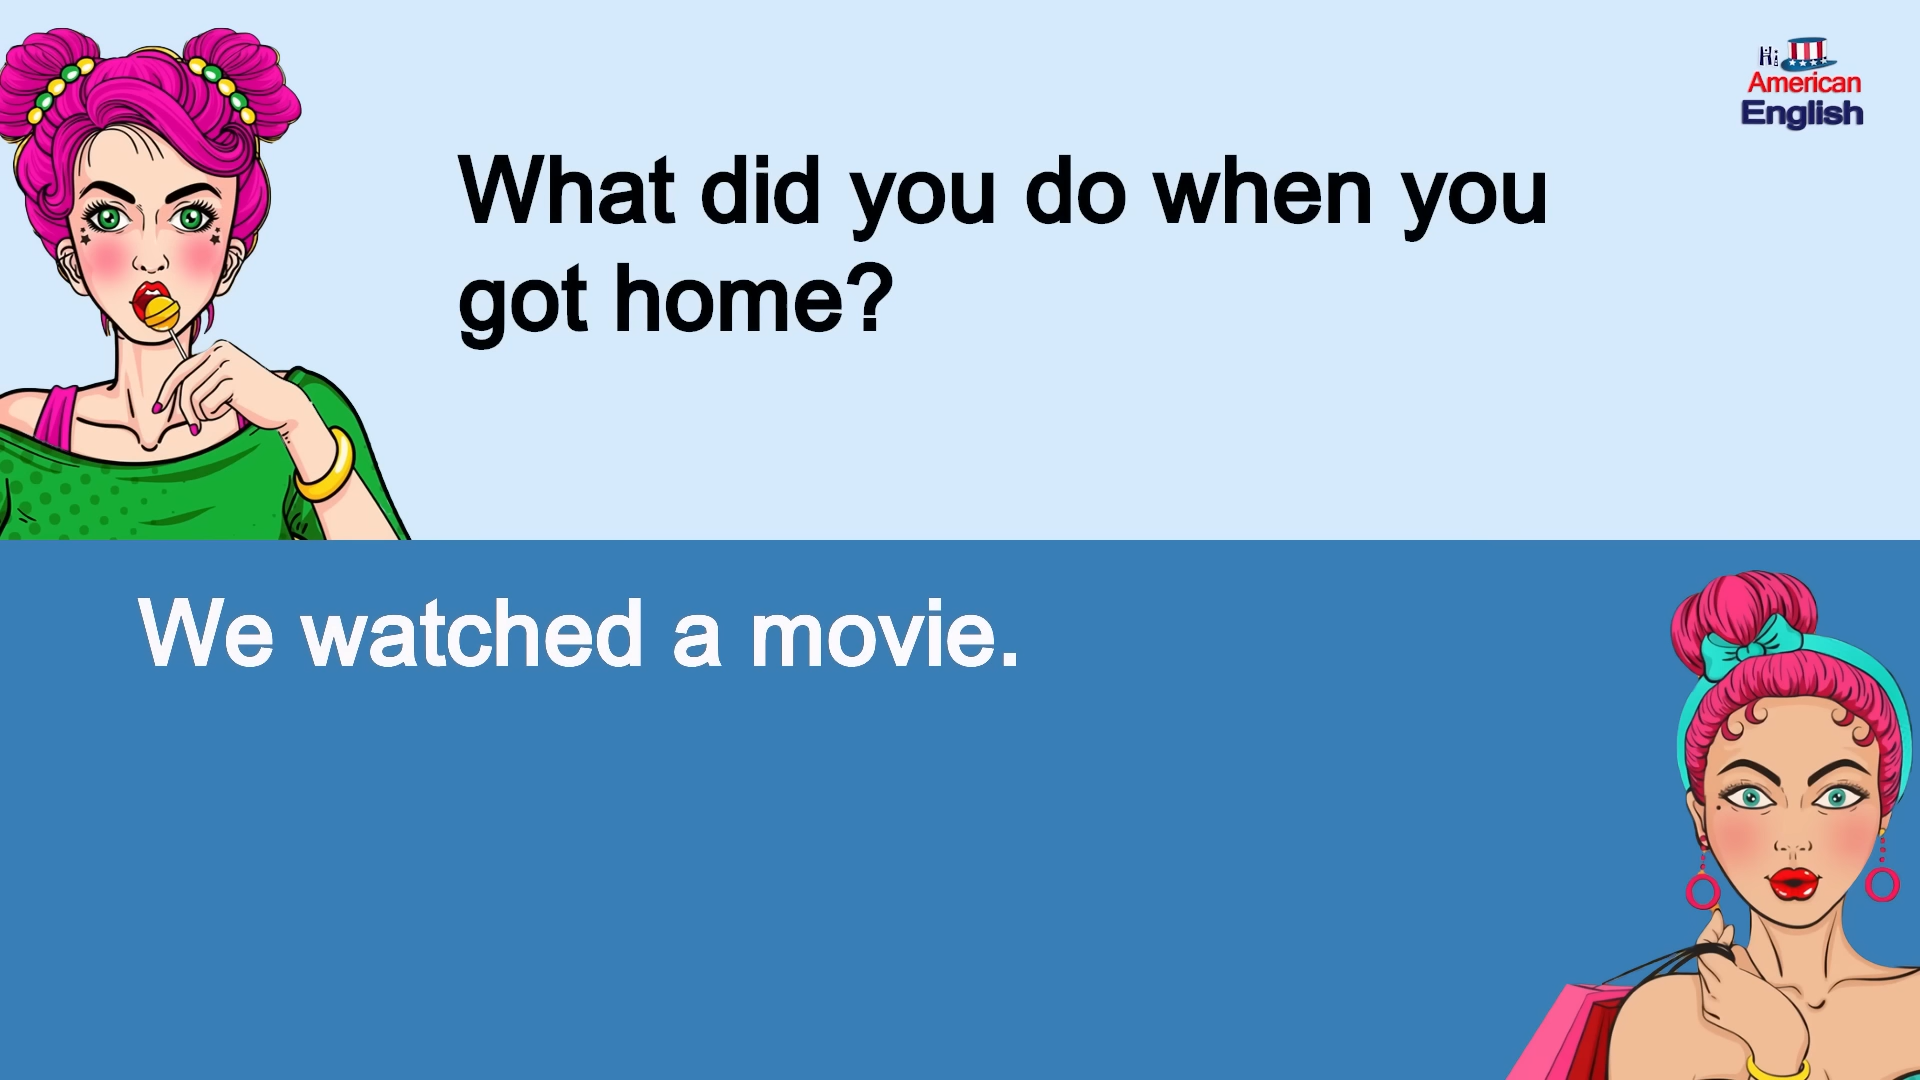 Hi
American
English
What did you do when you
got home?
We watched a movie.